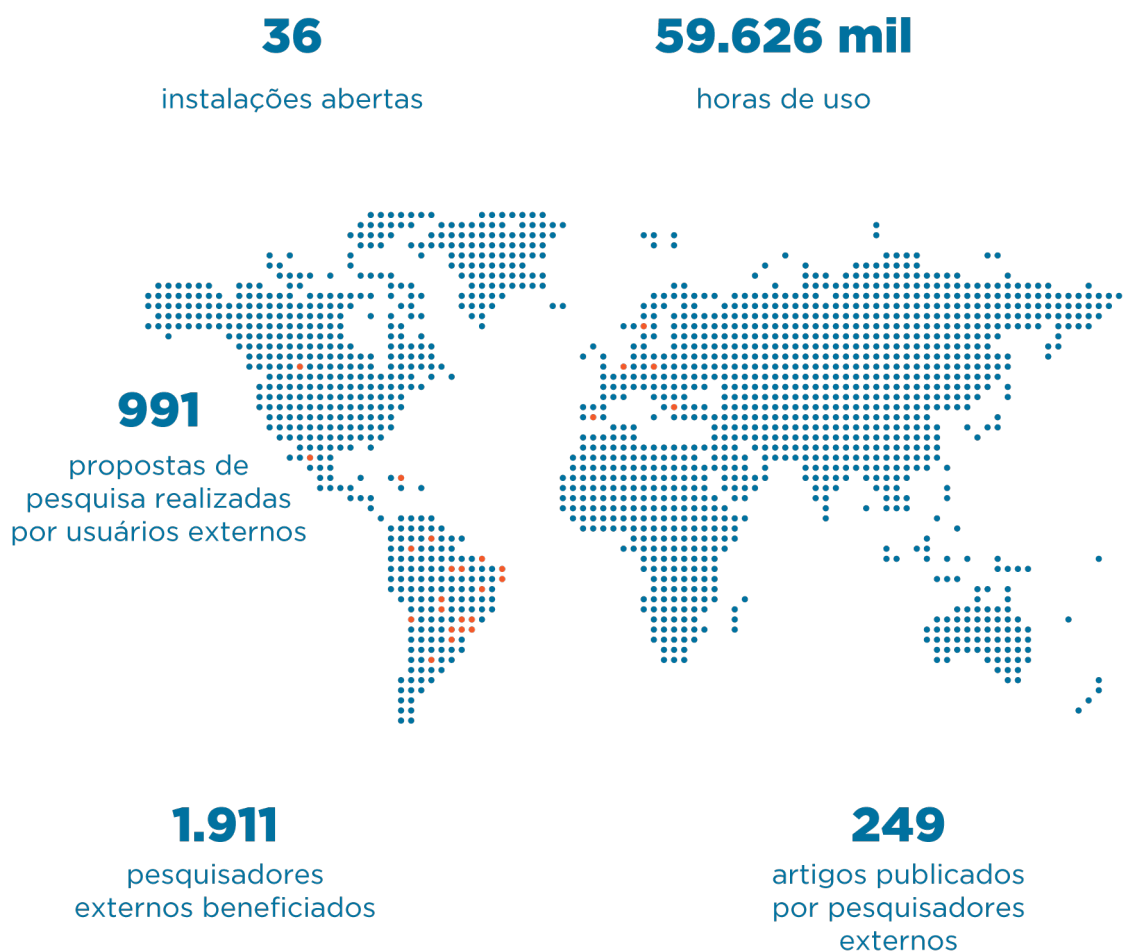 36
instalações abertas
59.626 mil
horas de uso
991
propostas de
pesquisa realizadas
por usuários externos
1.911
pesquisadores
externos beneficiados
249
artigos publicados
por pesquisadores
externos